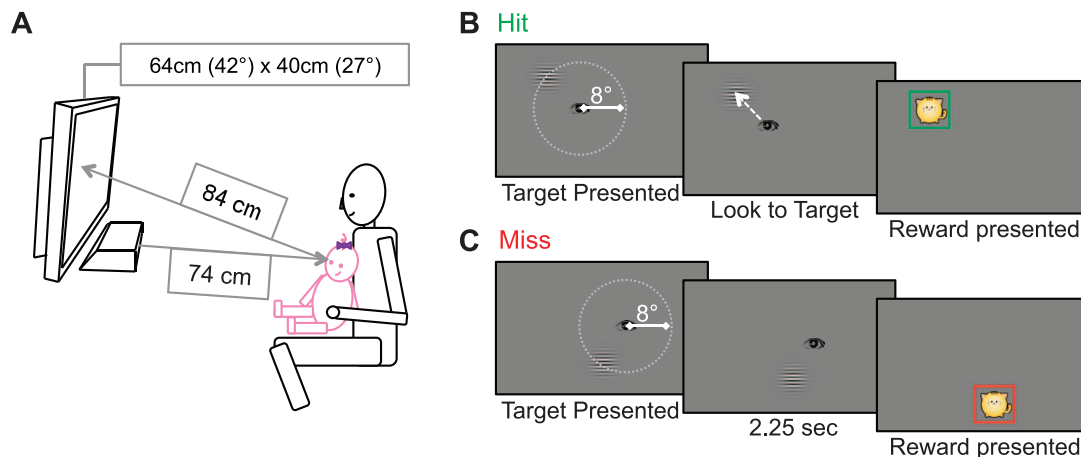 A
64cm (42°) x 40cm (27°)
84 cm
74 cm
B Hit
8°
Target Presented
Look to Target
Reward presented
C Miss
8°
Target Presented
2.25 sec
Reward presented